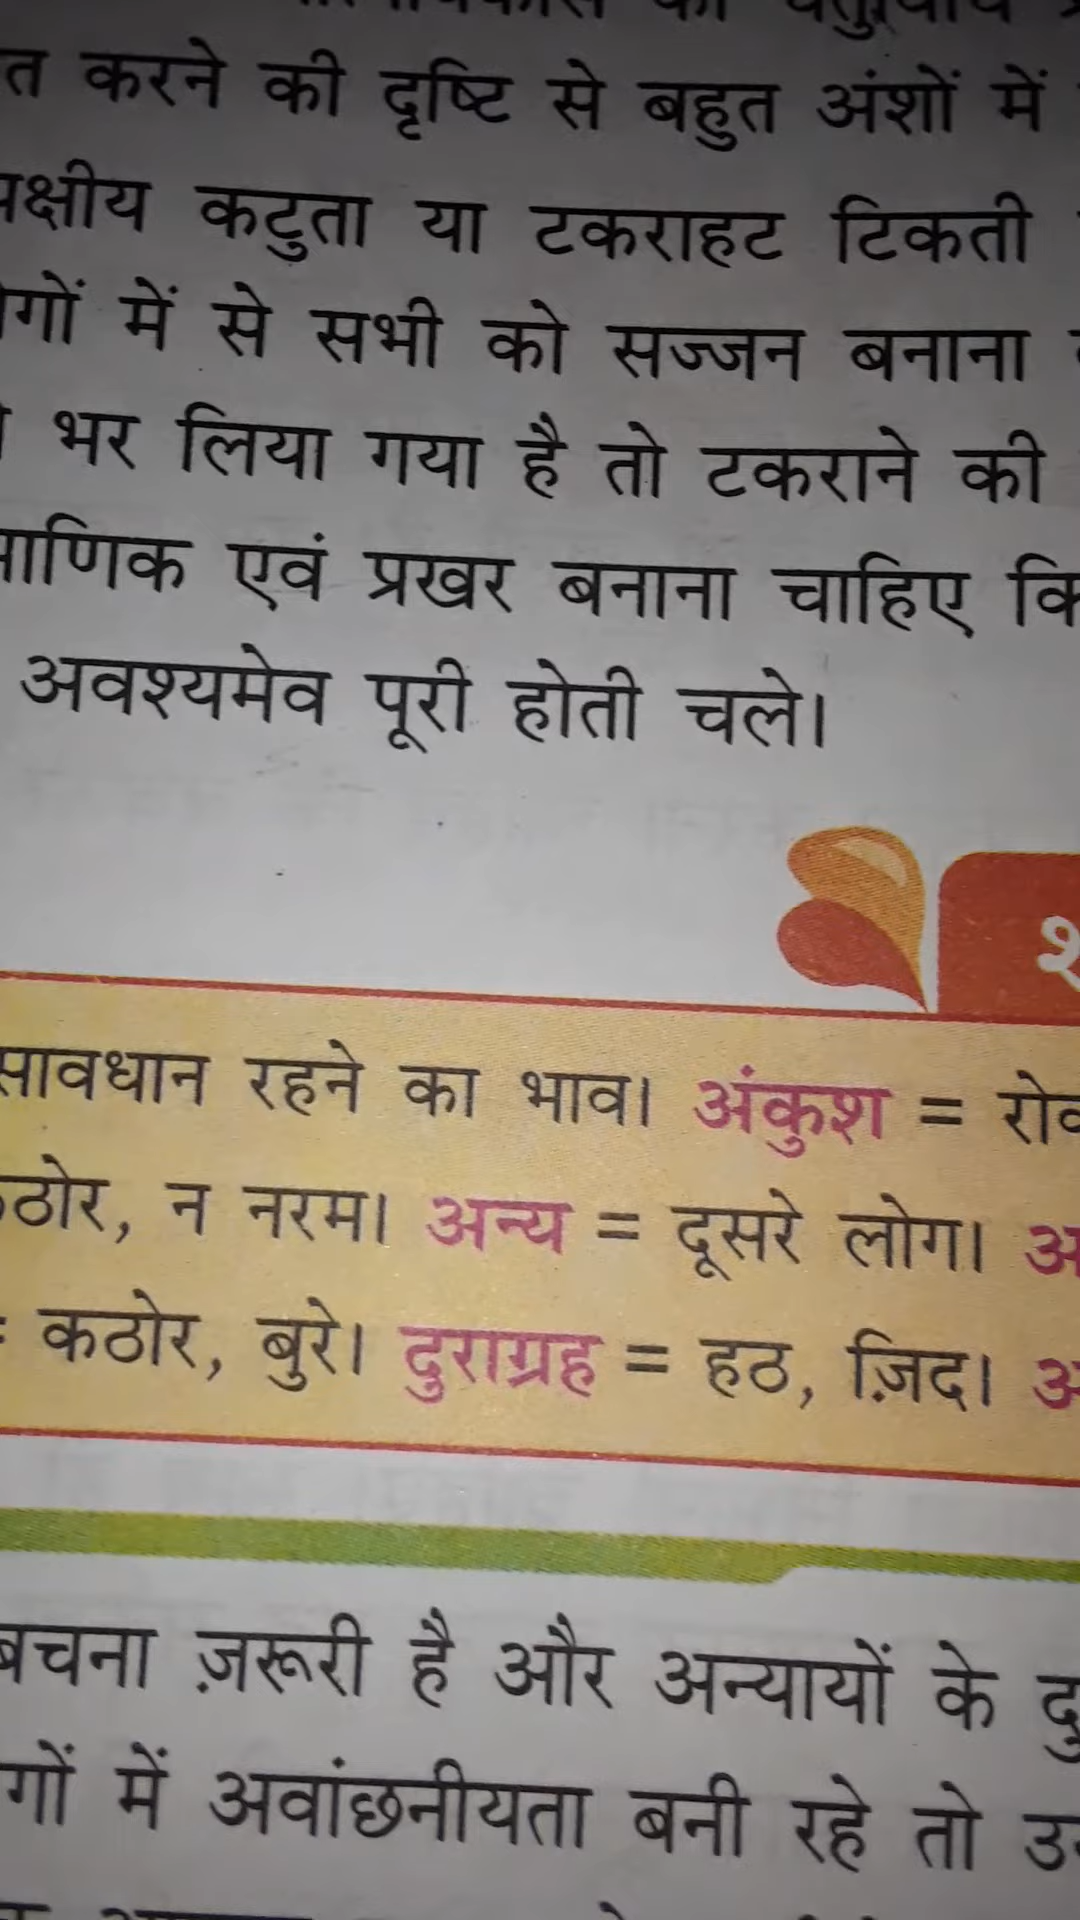 करने की दृष्टि से बहुत अंशों में
कटुता या टकराहट टिकती
में से सभी को सज्जन बनाना
भर लिया गया है तो टकराने की
एवं प्रखर बनाना चाहिए कि
अवश्यमेव पूरी होती चले।
सावधान रहने का भाव। अंकुश =
न नरम। अन्य = दूसरे लोग।
= कठोर, बुरे। दुराग्रह = हठ, ज़िद।
बचना ज़रूरी है और अन्यायों के
में अवांछनीयता बनी रहे तो